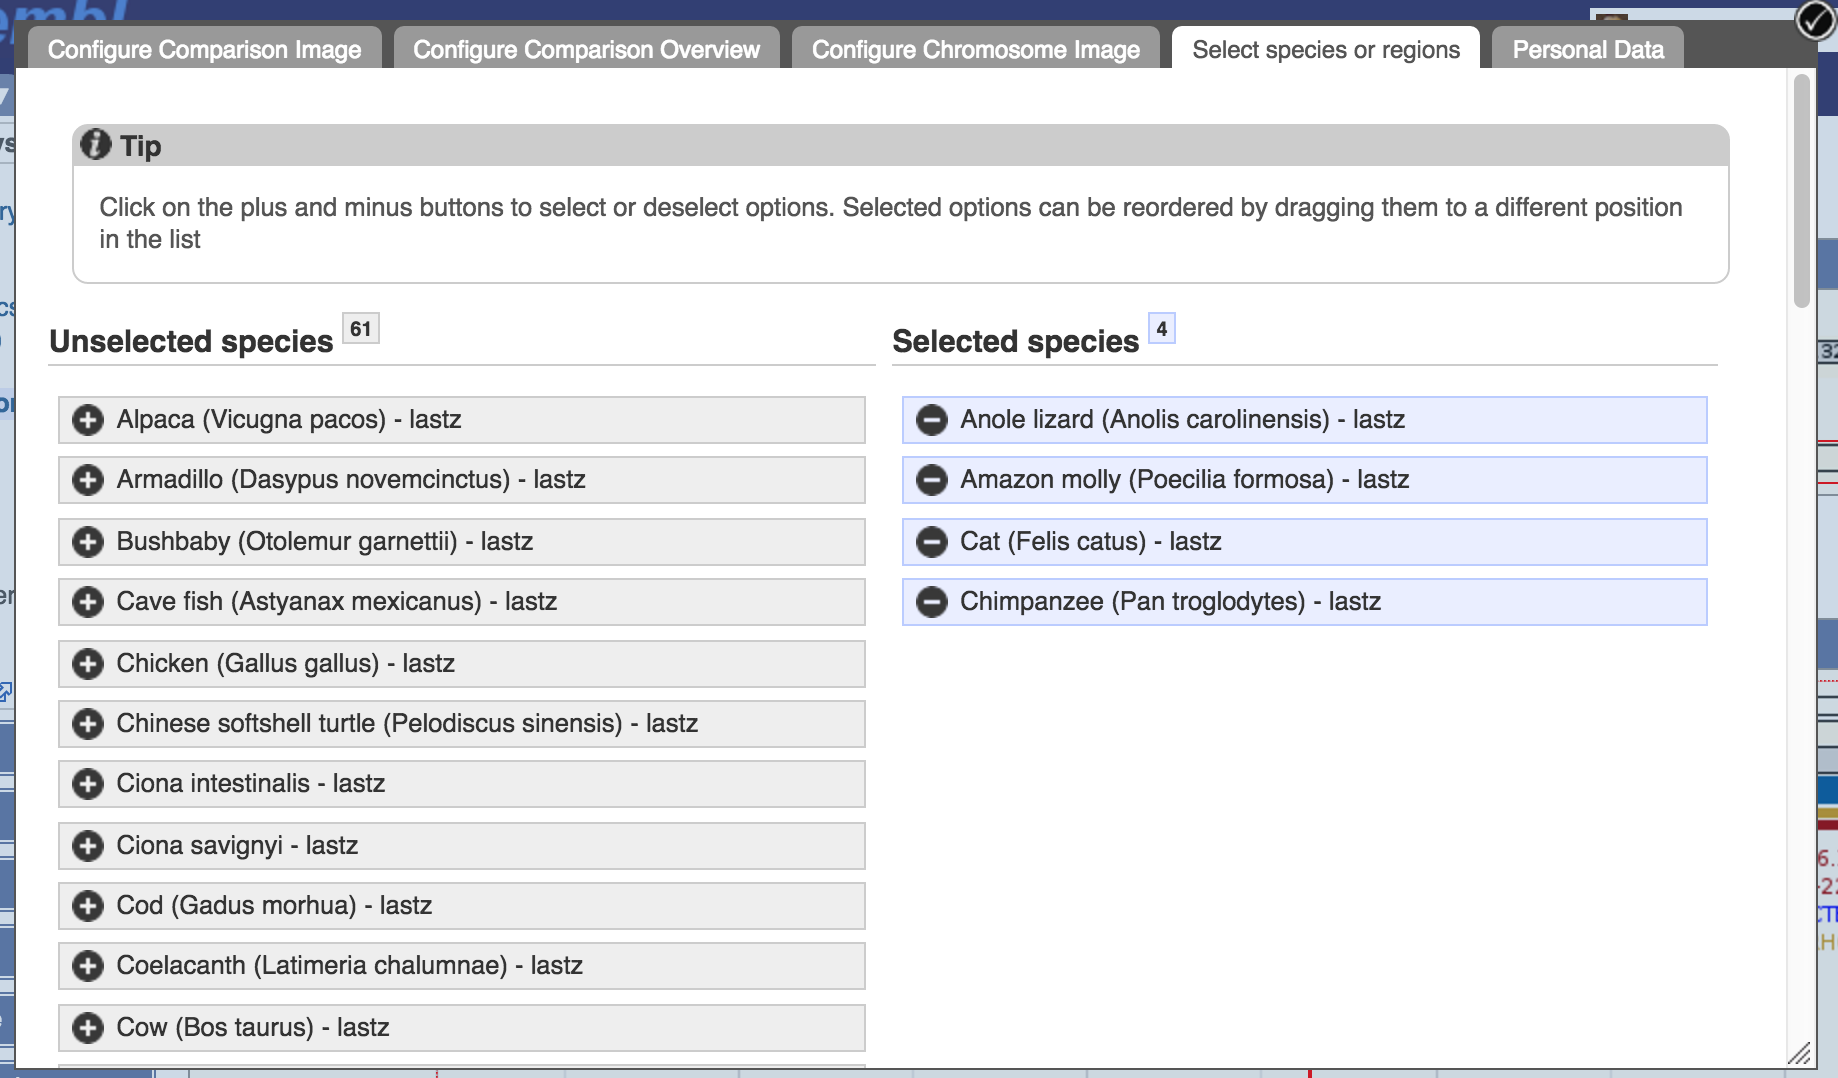 Configure Comparison Image
Configure Comparison Overview
Configure Chromosome Image
Select species or regions
Personal Data
Tip
Click on the plus and minus buttons to select or deselect options. Selected options can be reordered by dragging them to a different position
in the list
Unselected species 61
Alpaca (Vicugna pacos) - lastz
Armadillo (Dasypus novemcinctus) - lastz
Bushbaby (Otolemur garnettii) - lastz
Cave fish (Astyanax mexicanus) - lastz
Chicken (Gallus gallus) - lastz
Chinese softshell turtle (Pelodiscus sinensis) - lastz
Ciona intestinalis - lastz
Ciona savignyi - lastz
Cod (Gadus morhua) - lastz
Coelacanth (Latimeria chalumnae) - lastz
Cow (Bos taurus) - lastz
Selected species 4
Anole lizard (Anolis carolinensis) - lastz
Amazon molly (Poecilia formosa) - lastz
Cat (Felis catus) - lastz
Chimpanzee (Pan troglodytes) - lastz